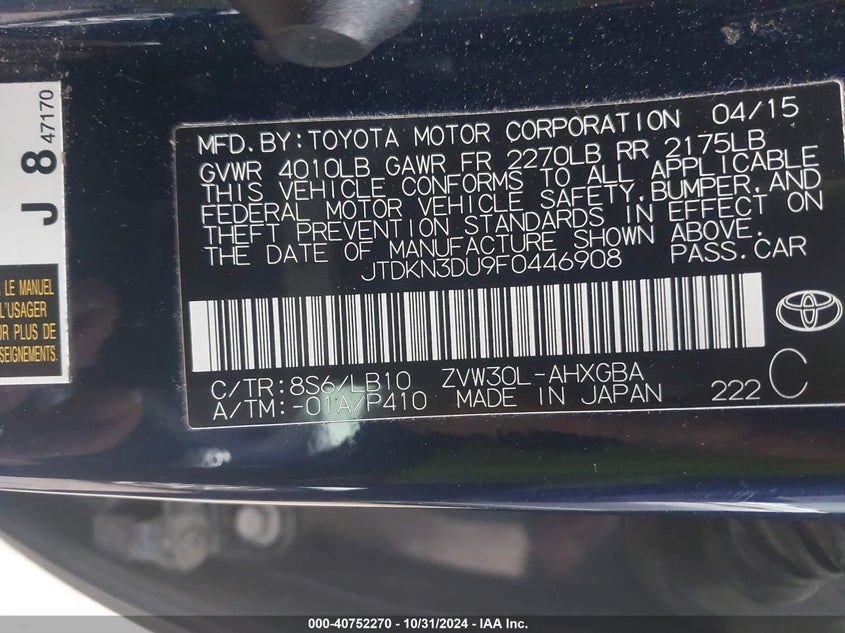 J 8 47170
LE MANUEL
L'USAGER
PLUS DE
SEIGNEMENTS.
MFD.BY:TOYOTA MOTOR CORPORATION 04/15
GVWR 4010LB GAWR FR 2270LB RR 2175LB
THIS VEHICLE CONFORMS TO ALL APPLICABLE
FEDERAL MOTOR VEHICLE SAFETY,BUMPER,AND
THEFT PREVENTION STANDARDS IN EFFECT ON
THE DATE OF MANUFACTURE SHOWN ABOVE.
JTDKN3DU9F0446908 PASS.CAR
C/TR:8S6/LB10 ZVW30L-AHXGBA
A/TM:-01A/P410 MADE IN JAPAN 222 C
000-40752270 - 10/31/2024 - IAA Inc.